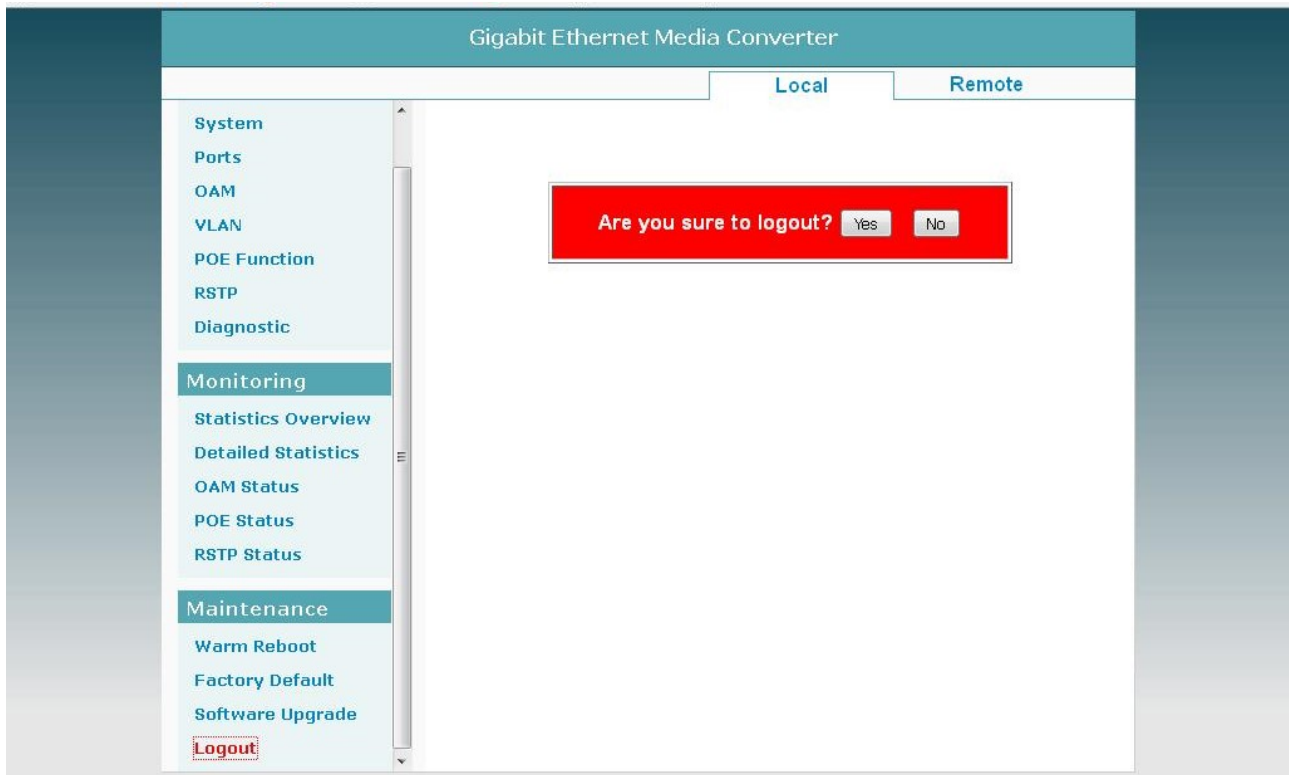 Gigabit Ethernet Media Converter
Local Remote
System
Ports
OAM
VLAN
POE Function
RSTP
Diagnostic
Monitoring
Statistics Overview
Detailed Statistics
OAM Status
POE Status
RSTP Status
Maintenance
Warm Reboot
Factory Default
Software Upgrade
Logout
Are you sure to logout? Yes No